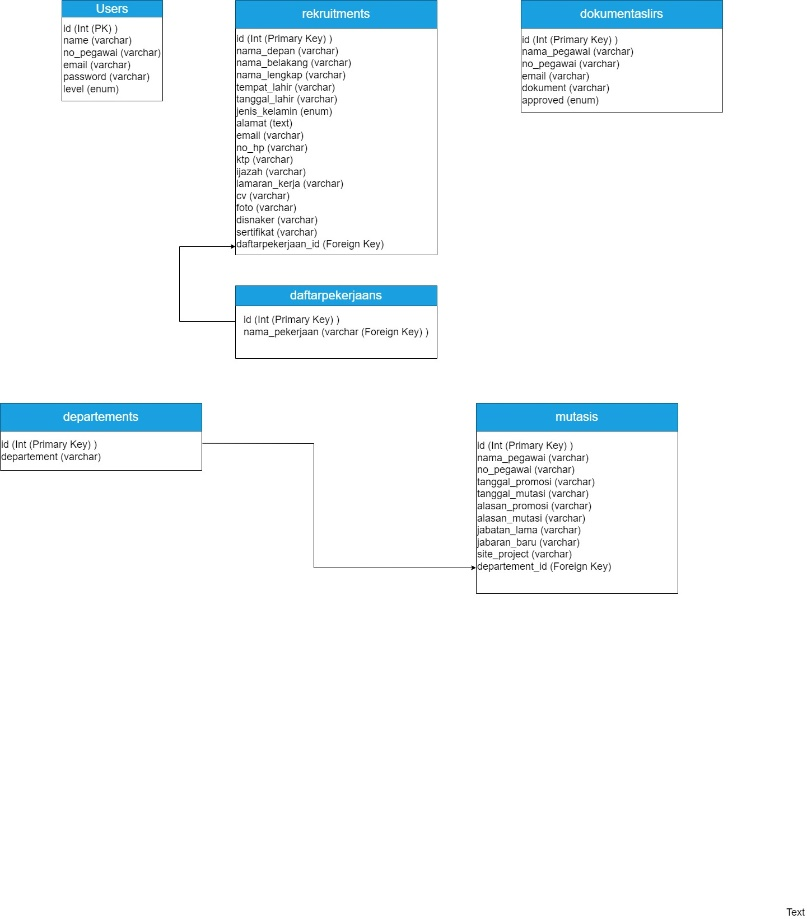 Users
id (Int (PK) )
name (varchar)
no_pegawai (varchar)
email (varchar)
password (varchar)
level (enum)
rekruitments
id (Int (Primary Key) )
nama_depan (varchar)
nama_belakang (varchar)
nama_lengkap (varchar)
tempat_lahir (varchar)
tanggal_lahir (varchar)
jenis_kelamin (enum)
alamat (text)
email (varchar)
no_hp (varchar)
ktp (varchar)
ijazah (varchar)
lamaran_kerja (varchar)
cv (varchar)
foto (varchar)
disnaker (varchar)
sertifikat (varchar)
daftarpekerjaan_id (Foreign Key)
dokumentaslirs
id (Int (Primary Key) )
nama_pegawai (varchar)
no_pegawai (varchar)
email (varchar)
dokument (varchar)
approved (enum)
daftarpekerjaans
id (Int (Primary Key) )
nama_pekerjaan (varchar (Foreign Key) )
departements
id (Int (Primary Key) )
departement (varchar)
mutasis
id (Int (Primary Key) )
nama_pegawai (varchar)
no_pegawai (varchar)
tanggal_promosi (varchar)
tanggal_mutasi (varchar)
alasan_promosi (varchar)
alasan_mutasi (varchar)
jabatan_lama (varchar)
jabaran_baru (varchar)
site_project (varchar)
departement_id (Foreign Key)
Text